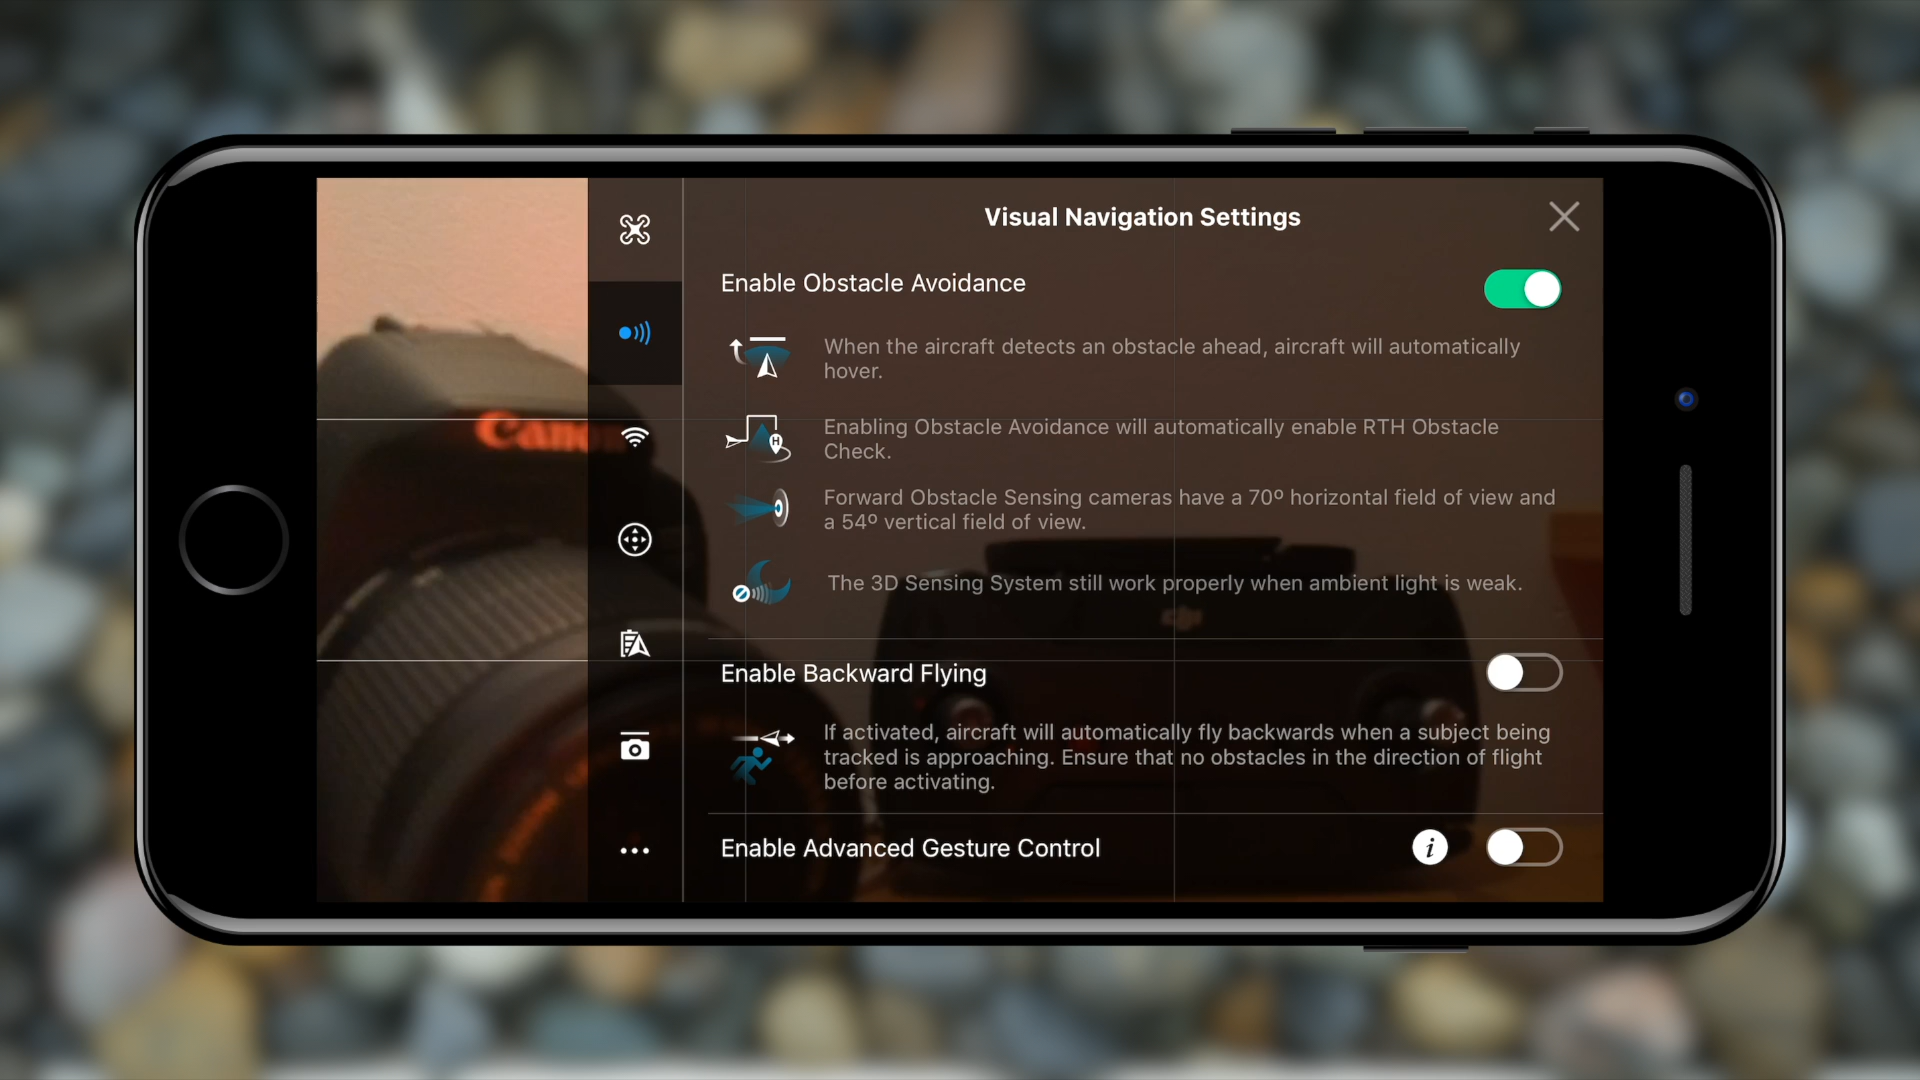 Visual Navigation Settings
Enable Obstacle Avoidance
When the aircraft detects an obstacle ahead, aircraft will automatically
hover.
Enabling Obstacle Avoidance will automatically enable RTH Obstacle
Check.
Forward Obstacle Sensing cameras have a 70º horizontal field of view and
a 54º vertical field of view.
The 3D Sensing System still work properly when ambient light is weak.
Enable Backward Flying
If activated, aircraft will automatically fly backwards when a subject being
tracked is approaching. Ensure that no obstacles in the direction of flight
before activating.
Enable Advanced Gesture Control
i
H
Canon
dji